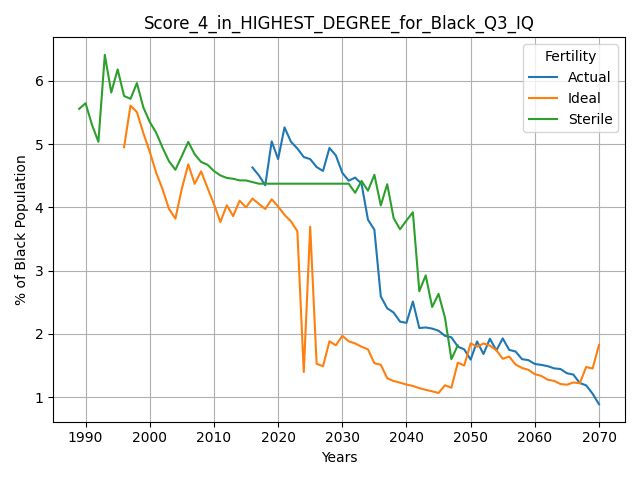 Score_4_in_HIGHEST_DEGREE_for_Black_Q3_IQ
Fertility
Actual
Ideal
Sterile
% of Black Population
6
5
4
3
2
1
1990 2000 2010 2020 2030 2040 2050 2060 2070
Years